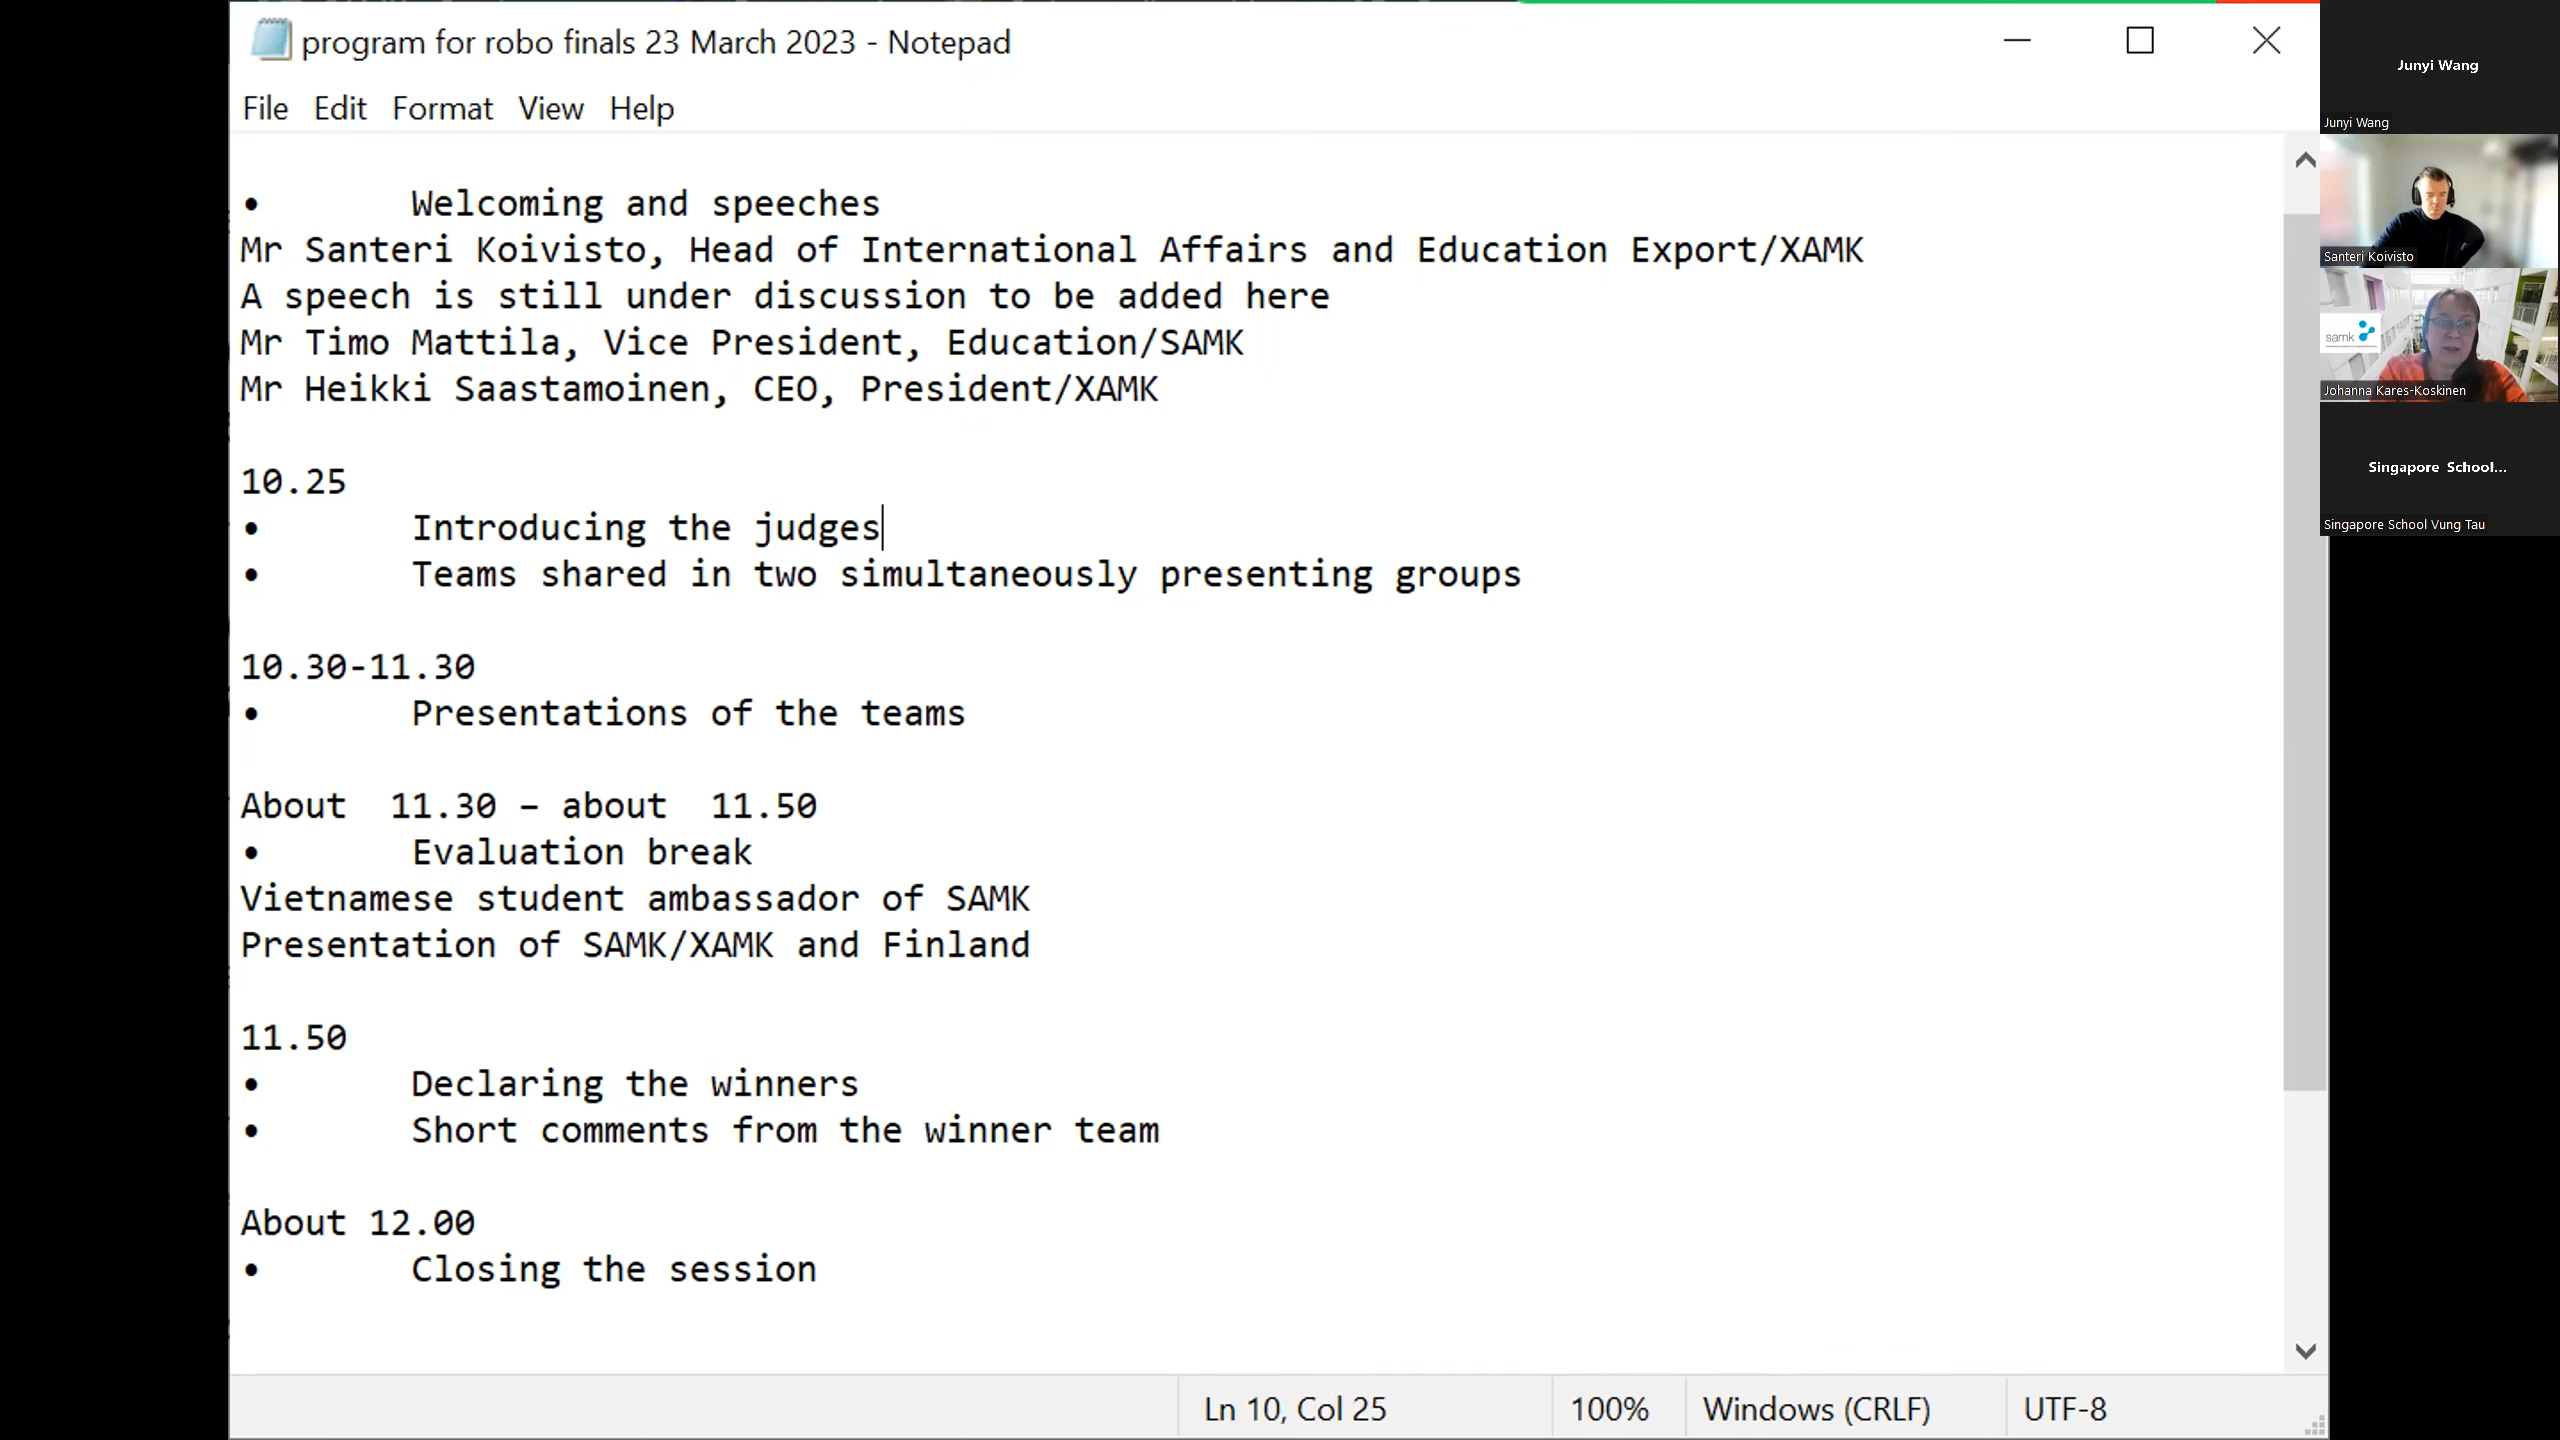 program for robo finals 23 March 2023 - Notepad
File Edit Format View Help
• Welcoming and speeches
Mr Santeri Koivisto, Head of International Affairs and Education Export/XAMK
A speech is still under discussion to be added here
Mr Timo Mattila, Vice President, Education/SAMK
Mr Heikki Saastamoinen, CEO, President/XAMK
10.25
• Introducing the judges
• Teams shared in two simultaneously presenting groups
10.30-11.30
• Presentations of the teams
About  11.30 – about  11.50
• Evaluation break
Vietnamese student ambassador of SAMK
Presentation of SAMK/XAMK and Finland
11.50
• Declaring the winners
• Short comments from the winner team
About 12.00
• Closing the session
Ln 10, Col 25
100%
Windows (CRLF)
UTF-8
Junyi Wang
Junyi Wang
Santeri Koivisto
samk
Johanna Kares-Koskinen
Singapore School...
Singapore School Vung Tau